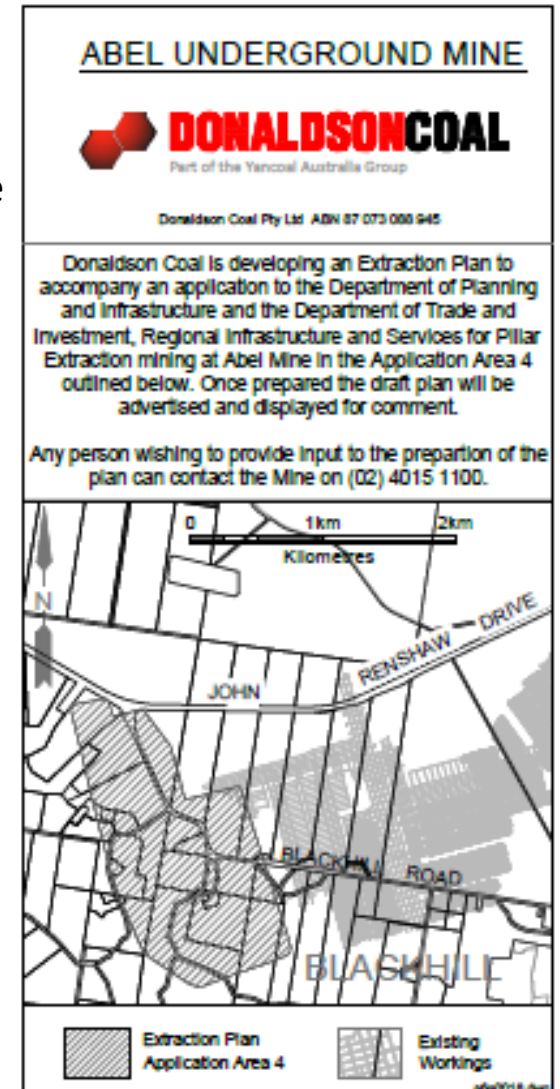 ABEL UNDERGROUND MINE
DONALDSONCOAL
Part of the Yancoal Australia Group
Donaldson Coal Pty Ltd ABN 87 073 088 945
Donaldson Coal is developing an Extraction Plan to
accompany an application to the Department of Planning
and Infrastructure and the Department of Trade and
Investment, Regional Infrastructure and Services for Pillar
Extraction mining at Abel Mine in the Application Area 4
outlined below. Once prepared the draft plan will be
advertised and displayed for comment.
Any person wishing to provide input to the prepartion of the
plan can contact the Mine on (02) 4015 1100.
0 1km 2km
Kilometres
N
JOHN RENSHAW DRIVE
BLACKHILL ROAD
BLACKHILL
Extraction Plan
Application Area 4
Existing
Workings